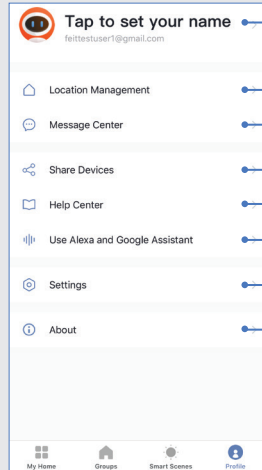 Tap to set your name
feittestuser1@gmail.com
Location Management
Message Center
Share Devices
Help Center
Use Alexa and Google Assistant
Settings
About
My Home Groups Smart Scenes Profile